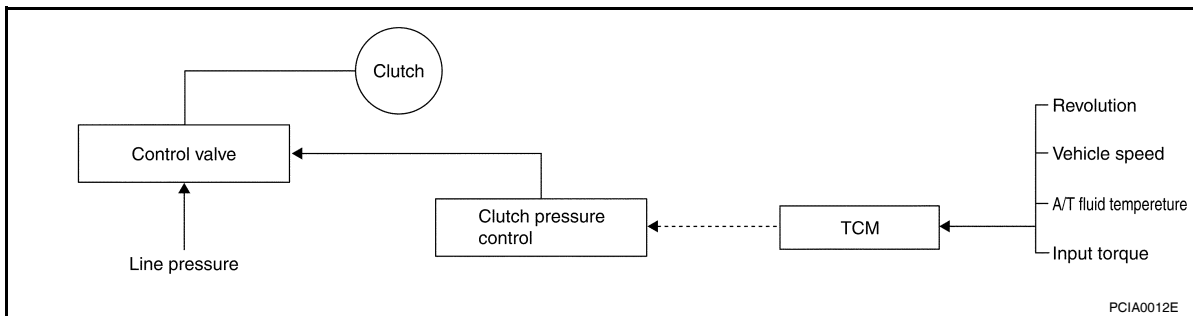 Clutch
Control valve
Line pressure
Clutch pressure
control
TCM
Revolution
Vehicle speed
A/T fluid tempereture
Input torque
PCIA0012E